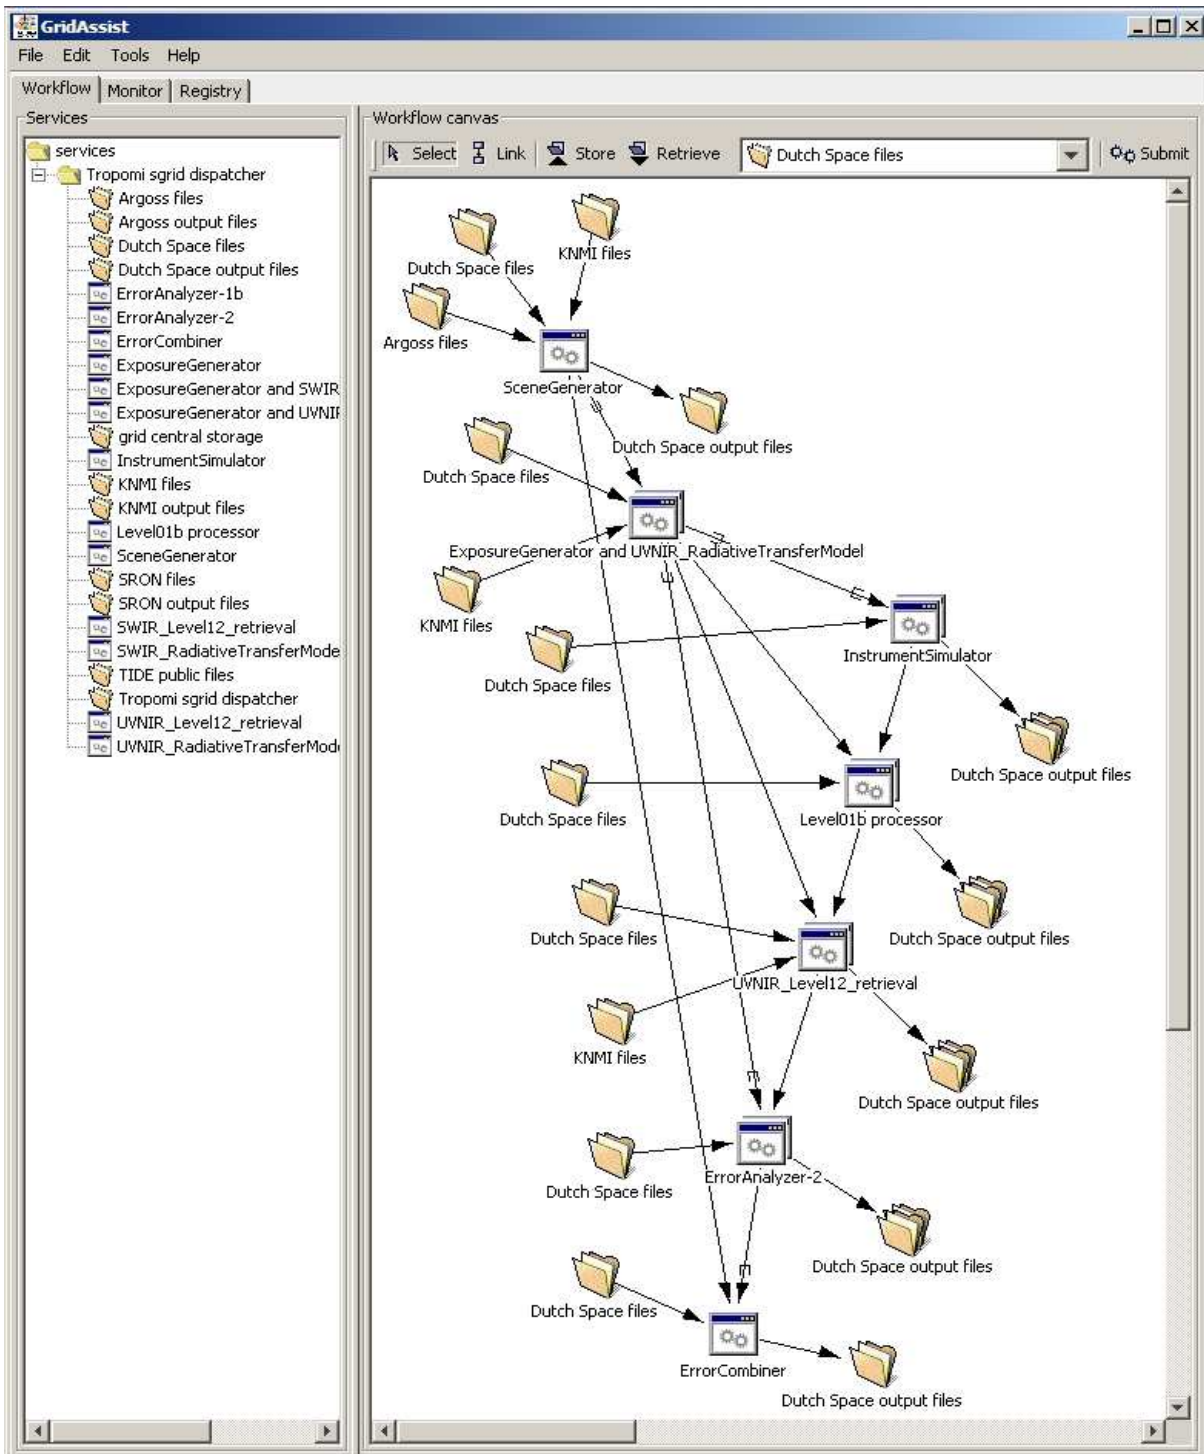 GridAssist
File Edit Tools Help
Workflow Monitor Registry
Services
services
Tropomi sgrid dispatcher
Argoss files
Argoss output files
Dutch Space files
Dutch Space output files
ErrorAnalyzer-1b
ErrorAnalyzer-2
ErrorCombiner
ExposureGenerator
ExposureGenerator and SWIR
ExposureGenerator and UVNIR
grid central storage
InstrumentSimulator
KNMI files
KNMI output files
Level01b processor
SceneGenerator
SRON files
SRON output files
SWIR_Level12_retrieval
SWIR_RadiativeTransferMode
TIDE public files
Tropomi sgrid dispatcher
UVNIR_Level12_retrieval
UVNIR_RadiativeTransferMod
Workflow canvas
Select Link Store Retrieve Dutch Space files Submit
KNMI files
Dutch Space files
Argoss files
SceneGenerator
Dutch Space output files
Dutch Space files
ExposureGenerator and UVNIR_RadiativeTransferModel
KNMI files
InstrumentSimulator
Dutch Space files
Dutch Space output files
Dutch Space files
Level01b processor
Dutch Space files
Dutch Space output files
UVNIR_Level12_retrieval
KNMI files
Dutch Space output files
ErrorAnalyzer-2
Dutch Space files
Dutch Space output files
Dutch Space files
ErrorCombiner
Dutch Space output files